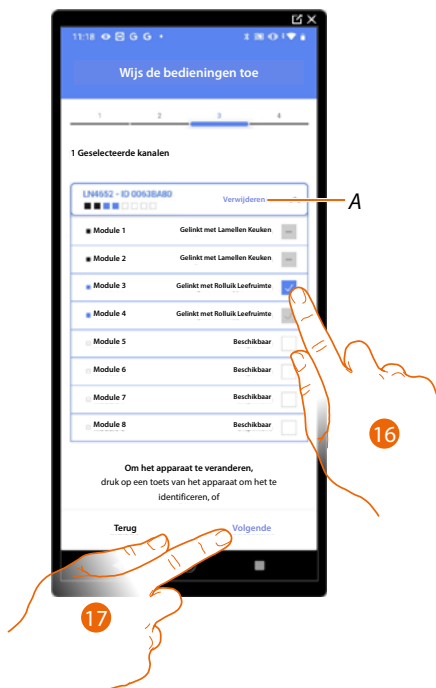 11:18 G G
Wijs de bedieningen toe
1 2 3 4
1 Geselecteerde kanalen
LN4652 - ID 0063BA80
Verwijderen
A
Module 1 Gelinkt met Lamellen Keuken
Module 2 Gelinkt met Lamellen Keuken
Module 3 Gelinkt met Rolluik Leefruimte
Module 4 Gelinkt met Rolluik Leefruimte
Module 5 Beschikbaar
Module 6 Beschikbaar
Module 7 Beschikbaar
Module 8 Beschikbaar
16
Om het apparaat te veranderen,
druk op een toets van het apparaat om het te
identificeren, of
Terug Volgende
17